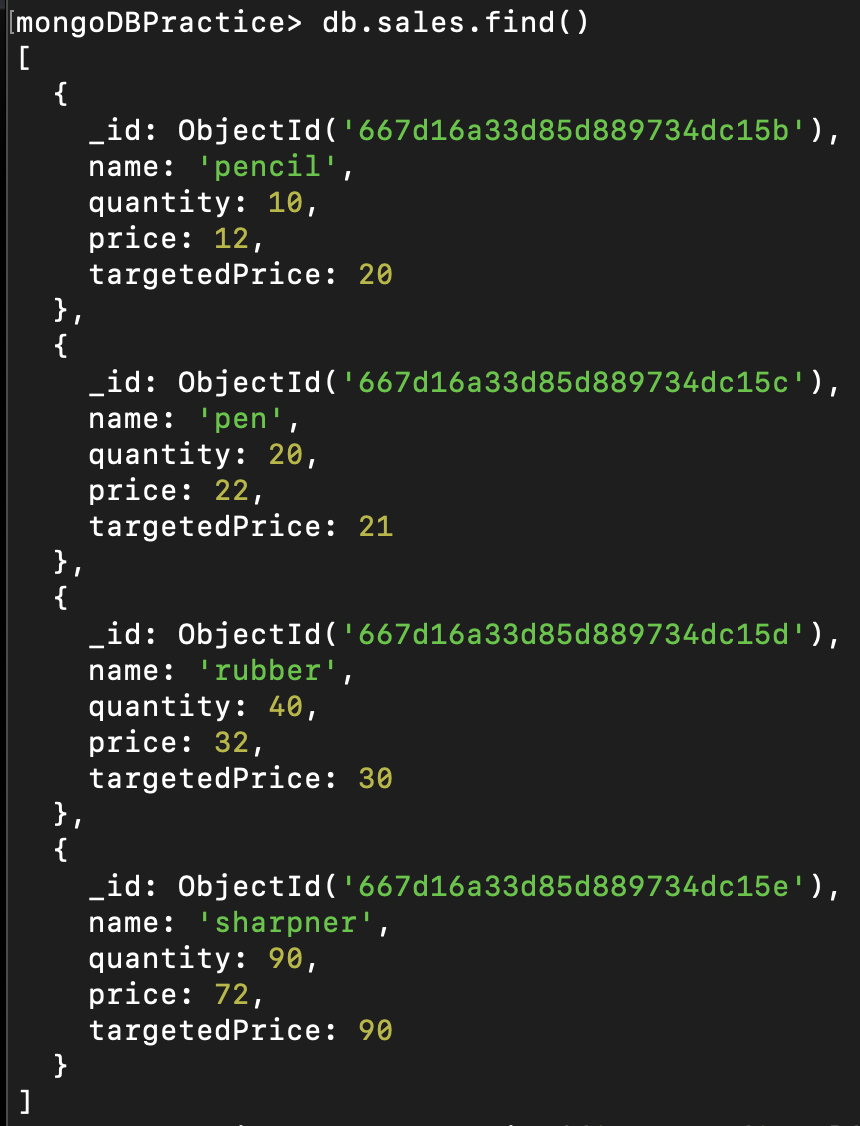 [mongoDBPractice> db.sales.find()
[
  {
    _id: ObjectId('667d16a33d85d889734dc15b'),
    name: 'pencil',
    quantity: 10,
    price: 12,
    targetedPrice: 20
  },
  {
    _id: ObjectId('667d16a33d85d889734dc15c'),
    name: 'pen',
    quantity: 20,
    price: 22,
    targetedPrice: 21
  },
  {
    _id: ObjectId('667d16a33d85d889734dc15d'),
    name: 'rubber',
    quantity: 40,
    price: 32,
    targetedPrice: 30
  },
  {
    _id: ObjectId('667d16a33d85d889734dc15e'),
    name: 'sharpner',
    quantity: 90,
    price: 72,
    targetedPrice: 90
  }
]